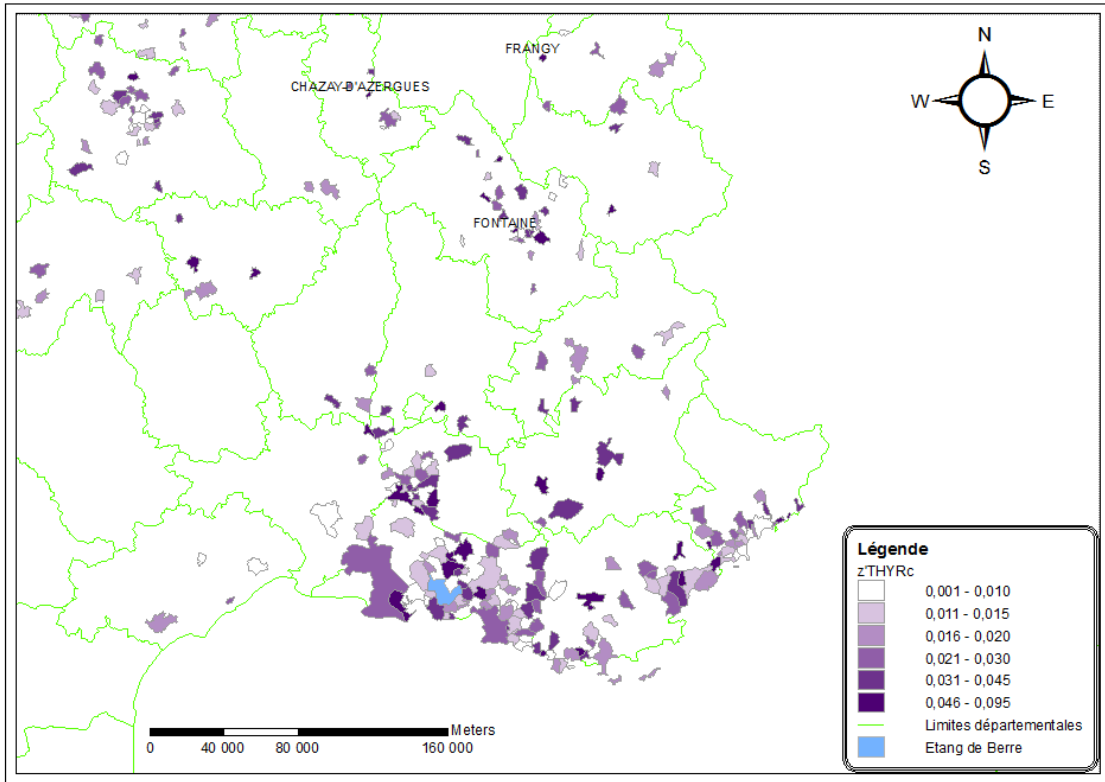 FRANGY
CHAZAY-D'AZERGUES
FONTAINE
N
W
E
S
Légende
z'THYRc
0,001 - 0,010
0,011 - 0,015
0,016 - 0,020
0,021 - 0,030
0,031 - 0,045
0,046 - 0,095
Limites départementales
Etang de Berre
Meters
0 40 000 80 000 160 000